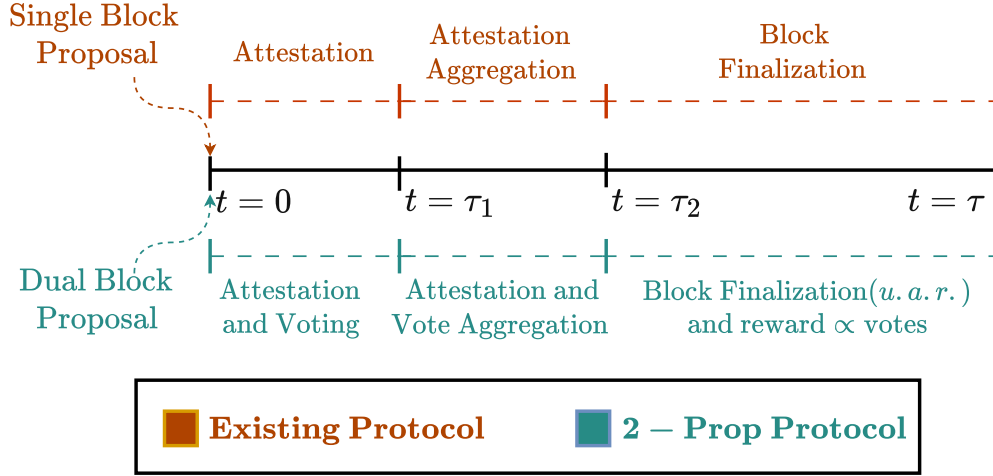 Single Block
Proposal
Attestation
Attestation
Aggregation
Block
Finalization
t = 0
t = τ₁
t = τ₂
t = τ
Dual Block
Proposal
Attestation
and Voting
Attestation and
Vote Aggregation
Block Finalization(u.a.r.)
and reward ∝ votes
Existing Protocol
2 − Prop Protocol